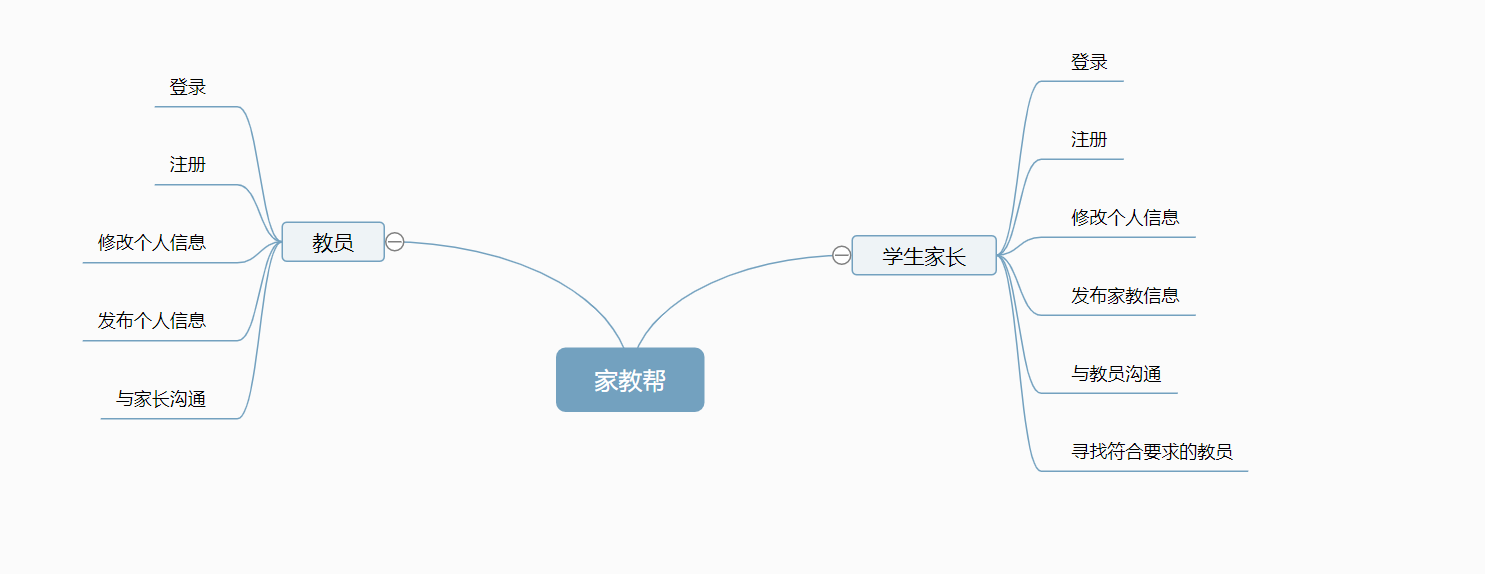 登录
注册
修改个人信息
发布个人信息
与家长沟通
教员
家教帮
学生家长
登录
注册
修改个人信息
发布家教信息
与教员沟通
寻找符合要求的教员